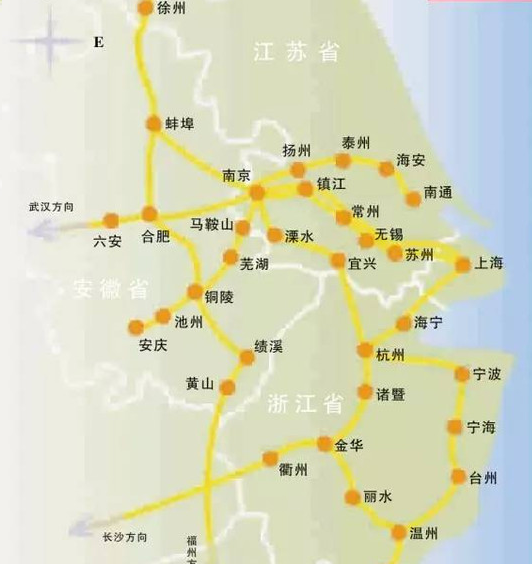 徐州
E
江苏省
蚌埠
泰州
扬州
海安
南京
镇江
南通
武汉方向
常州
马鞍山
六安
合肥
溧水
无锡
苏州
芜湖
宜兴
上海
安徽省
铜陵
池州
海宁
安庆
绩溪
杭州
黄山
宁波
诸暨
浙江省
宁海
金华
衢州
台州
丽水
长沙方向
温州
福
州
方